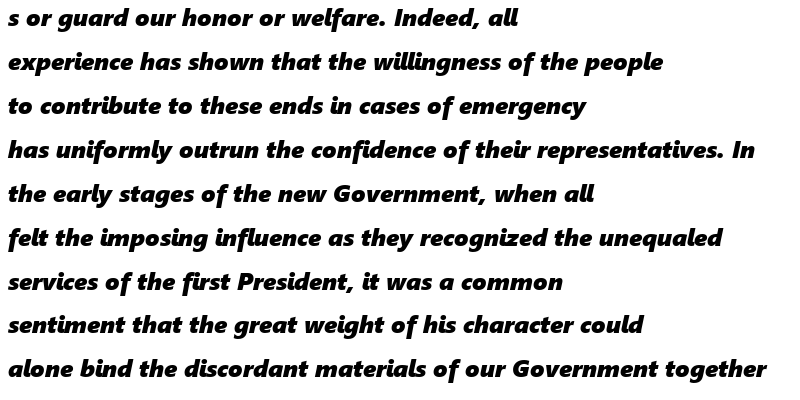 s or guard our honor or welfare. Indeed, all
experience has shown that the willingness of the people
to contribute to these ends in cases of emergency
has uniformly outrun the confidence of their representatives. In
the early stages of the new Government, when all
felt the imposing influence as they recognized the unequaled
services of the first President, it was a common
sentiment that the great weight of his character could
alone bind the discordant materials of our Government together